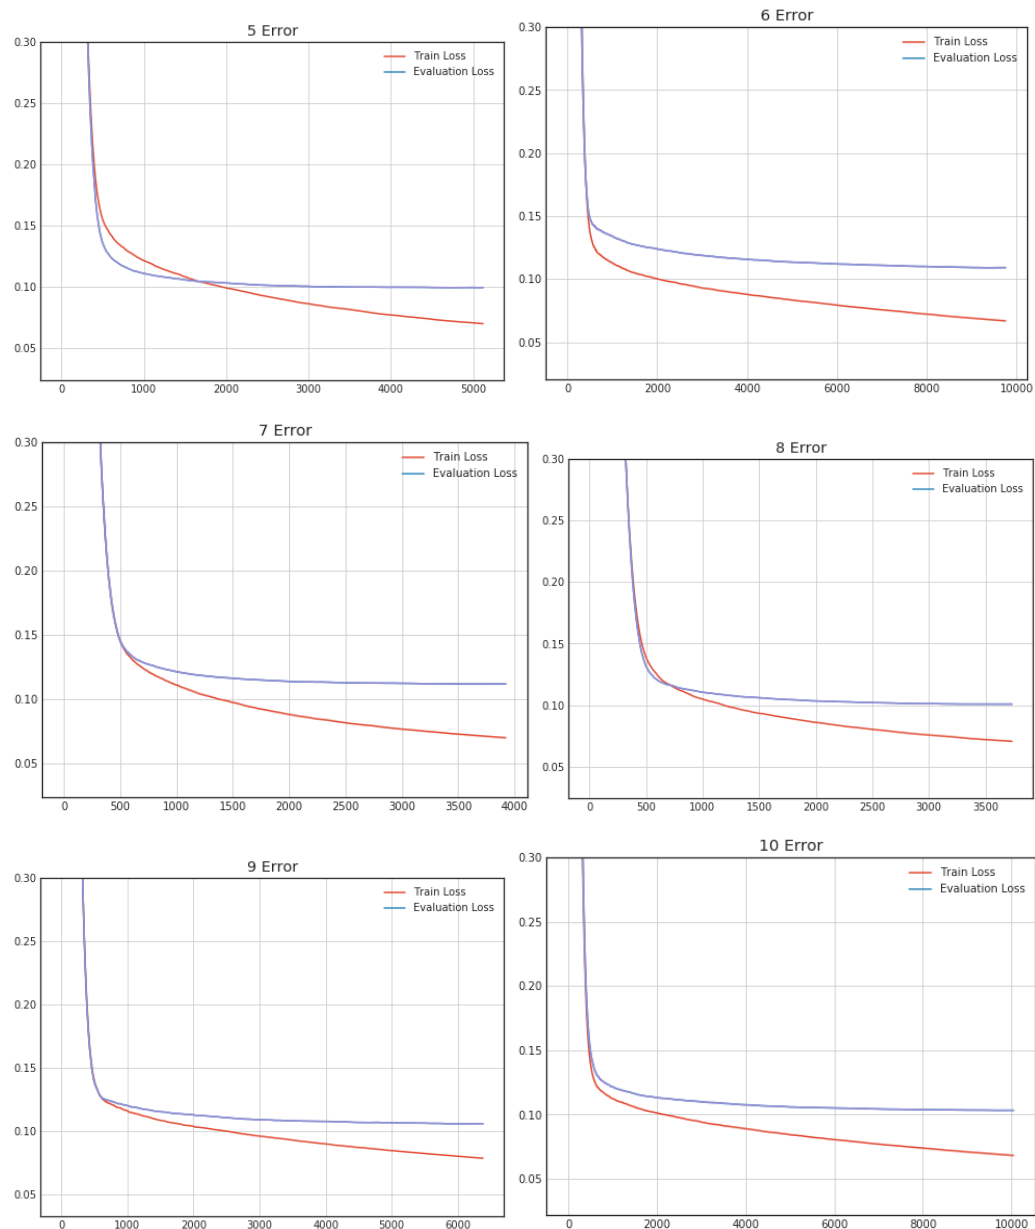 5 Error
Train Loss
Evaluation Loss
0.30
0.25
0.20
0.15
0.10
0.05
0 1000 2000 3000 4000 5000
6 Error
Train Loss
Evaluation Loss
0.30
0.25
0.20
0.15
0.10
0.05
0 2000 4000 6000 8000 10000
7 Error
Train Loss
Evaluation Loss
0.30
0.25
0.20
0.15
0.10
0.05
0 500 1000 1500 2000 2500 3000 3500 4000
8 Error
Train Loss
Evaluation Loss
0.30
0.25
0.20
0.15
0.10
0.05
0 500 1000 1500 2000 2500 3000 3500
9 Error
Train Loss
Evaluation Loss
0.30
0.25
0.20
0.15
0.10
0.05
0 1000 2000 3000 4000 5000 6000
10 Error
Train Loss
Evaluation Loss
0.30
0.25
0.20
0.15
0.10
0.05
0 2000 4000 6000 8000 10000